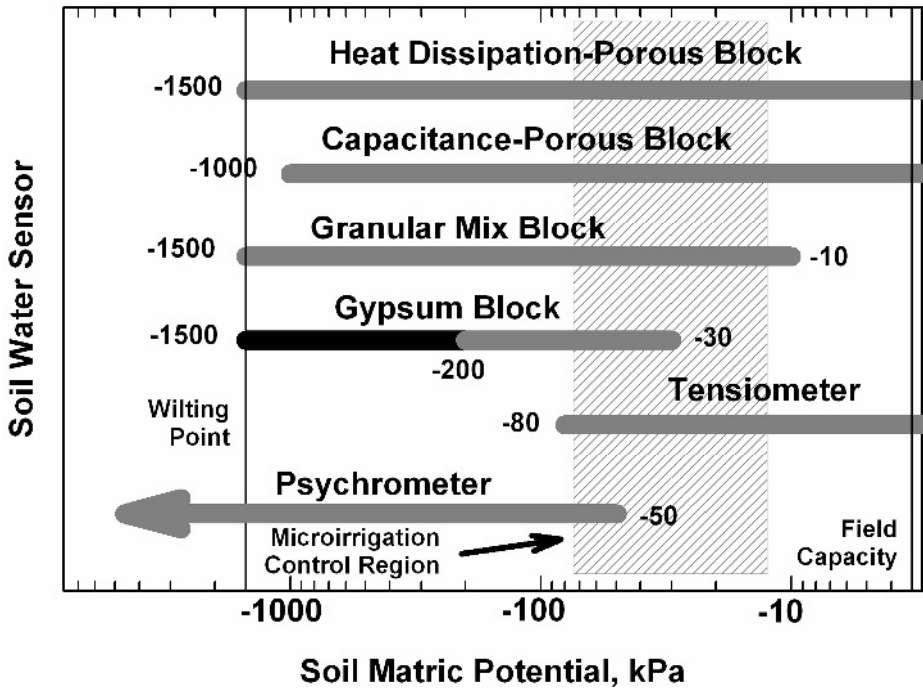 Heat Dissipation-Porous Block
-1500
Capacitance-Porous Block
-1000
Granular Mix Block
-1500
-10
Gypsum Block
-1500
-30
-200
Tensiometer
Wilting
Point
-80
Psychrometer
-50
Microirrigation
Control Region
Field
Capacity
-1000
-100
-10
Soil Matric Potential, kPa
Soil Water Sensor